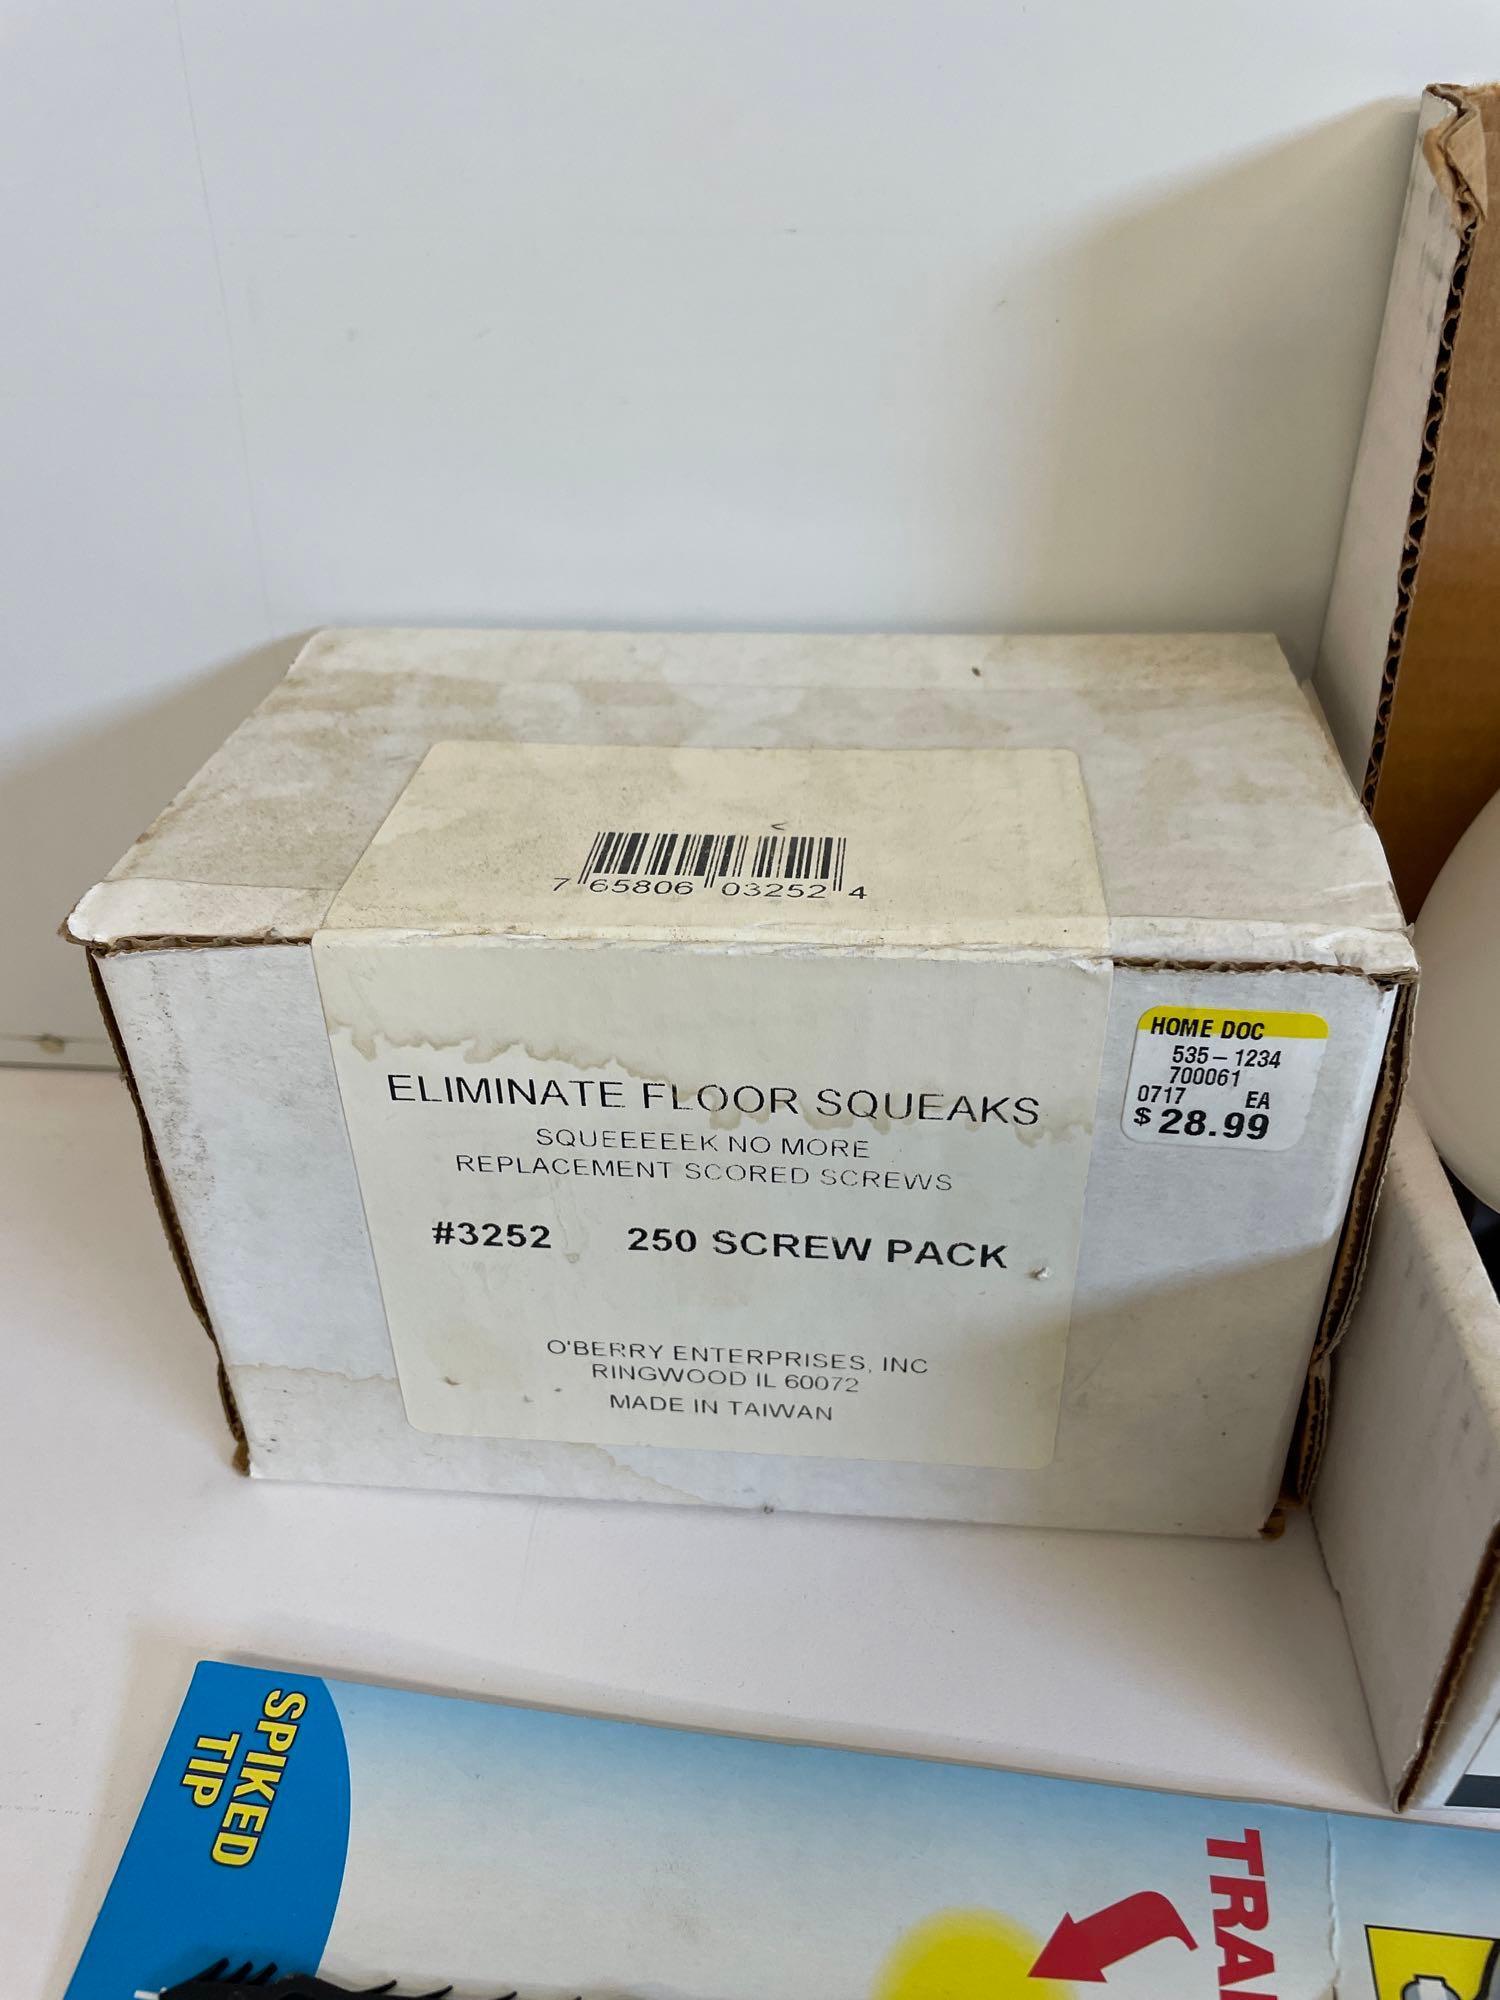 7 65806 03252 4
ELIMINATE FLOOR SQUEAKS
SQUEEEEEK NO MORE
REPLACEMENT SCORED SCREWS
#3252 250 SCREW PACK
O'BERRY ENTERPRISES, INC
RINGWOOD IL 60072
MADE IN TAIWAN
HOME DOC
535-1234
700061
0717 EA
$28.99
SPIKED
TIP